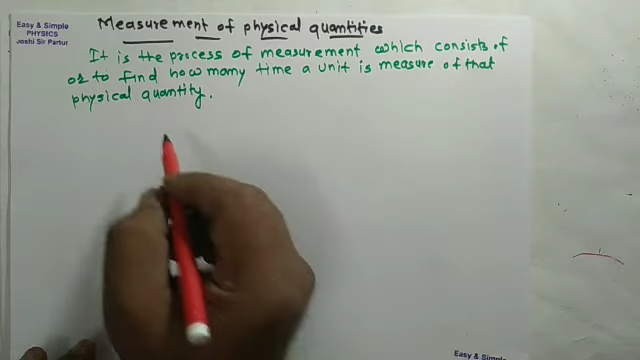 Easy & Simple
PHYSICS
Joshi Sir Partur
Measurement of physical quantities
It is the process of measurement which consists of
or to find how many time a unit is measure of that
physical quantity.
Easy & Simple